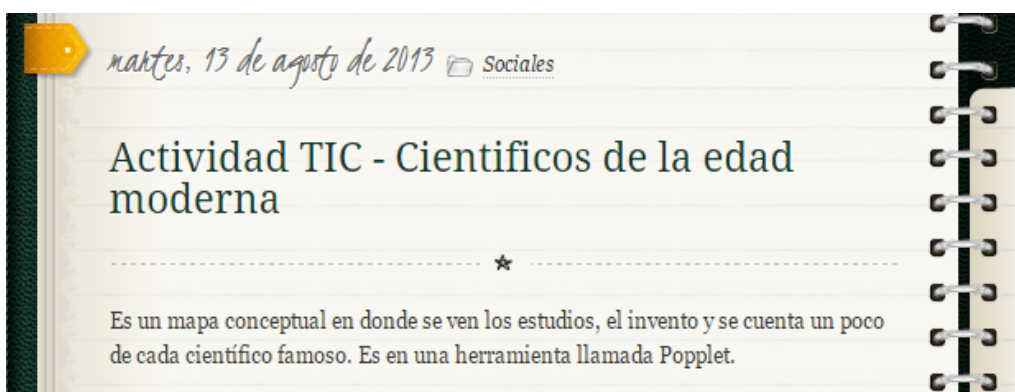 martes, 13 de agosto de 2013 Sociales
Actividad TIC - Cientificos de la edad
moderna
Es un mapa conceptual en donde se ven los estudios, el invento y se cuenta un poco
de cada científico famoso. Es en una herramienta llamada Popplet.